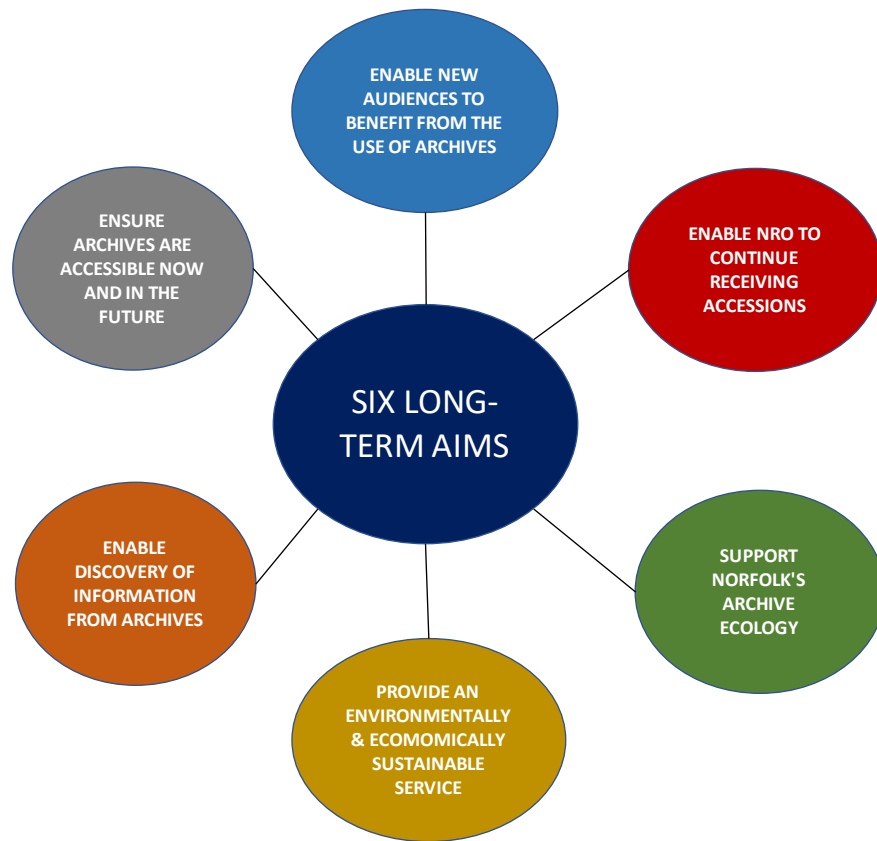 ENABLE NEW
AUDIENCES TO
BENEFIT FROM THE
USE OF ARCHIVES
ENSURE
ARCHIVES ARE
ACCESSIBLE NOW
AND IN THE
FUTURE
ENABLE NRO TO
CONTINUE
RECEIVING
ACCESSIONS
SIX LONG-
TERM AIMS
ENABLE
DISCOVERY OF
INFORMATION
FROM ARCHIVES
SUPPORT
NORFOLK'S
ARCHIVE
ECOLOGY
PROVIDE AN
ENVIRONMENTALLY
& ECOMOMICALLY
SUSTAINABLE
SERVICE